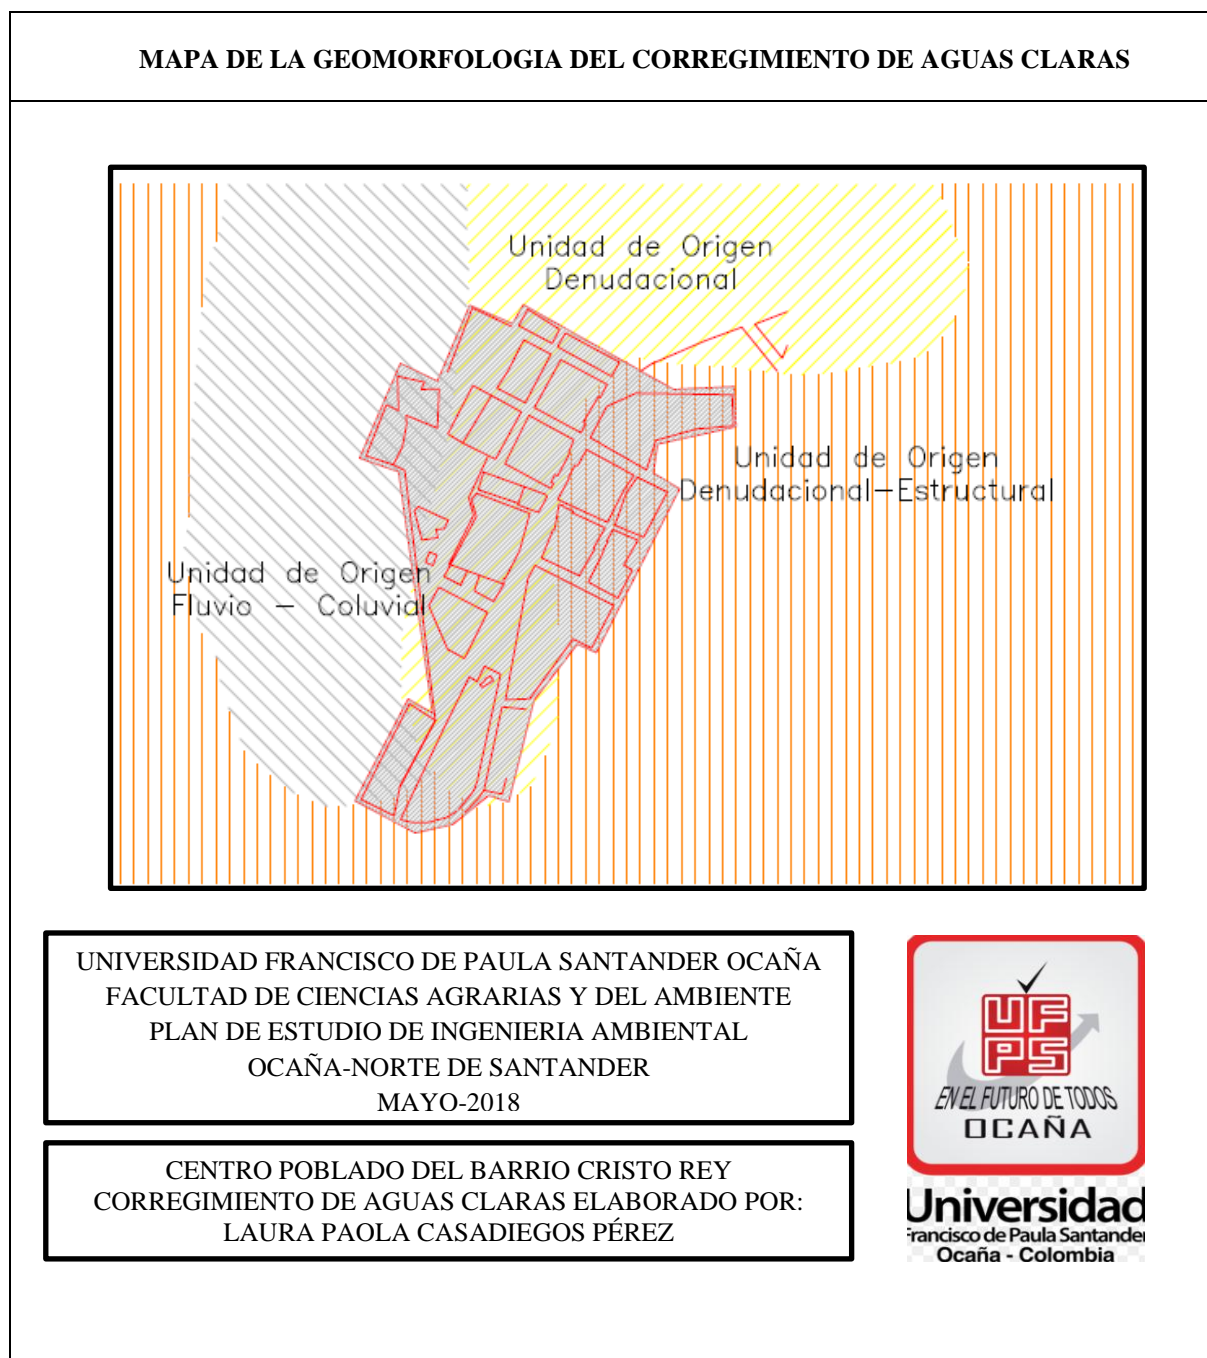 MAPA DE LA GEOMORFOLOGIA DEL CORREGIMIENTO DE AGUAS CLARAS
Unidad de Origen
Denudacional
Unidad de Origen
Denudacional-Estructural
Unidad de Origen
Fluvio - Coluvial
UNIVERSIDAD FRANCISCO DE PAULA SANTANDER OCAÑA
FACULTAD DE CIENCIAS AGRARIAS Y DEL AMBIENTE
PLAN DE ESTUDIO DE INGENIERIA AMBIENTAL
OCAÑA-NORTE DE SANTANDER
MAYO-2018
CENTRO POBLADO DEL BARRIO CRISTO REY
CORREGIMIENTO DE AGUAS CLARAS ELABORADO POR:
LAURA PAOLA CASADIEGOS PÉREZ
UF
PS
EN EL FUTURO DE TODOS
OCAÑA
Universidad
Francisco de Paula Santander
Ocaña - Colombia